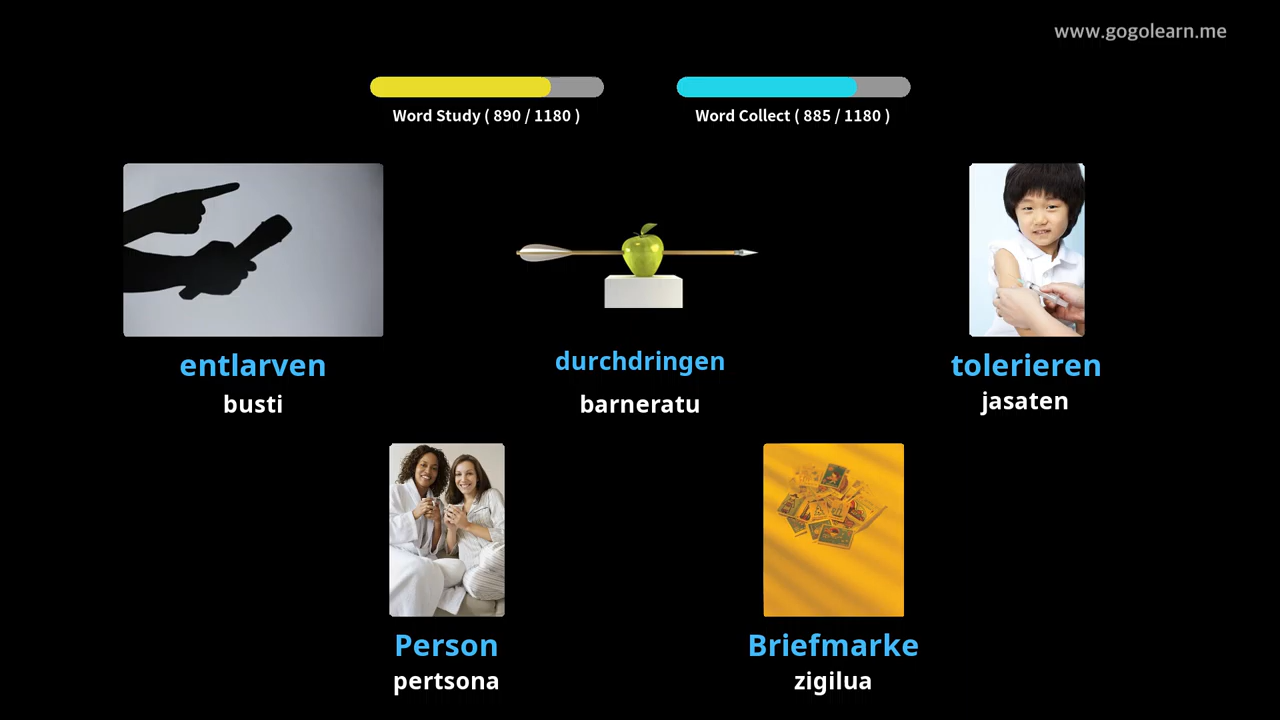 www.gogolearn.me
Word Study ( 890 / 1180 )
Word Collect ( 885 / 1180 )
entlarven
busti
durchdringen
barneratu
tolerieren
jasaten
Person
pertsona
Briefmarke
zigilua